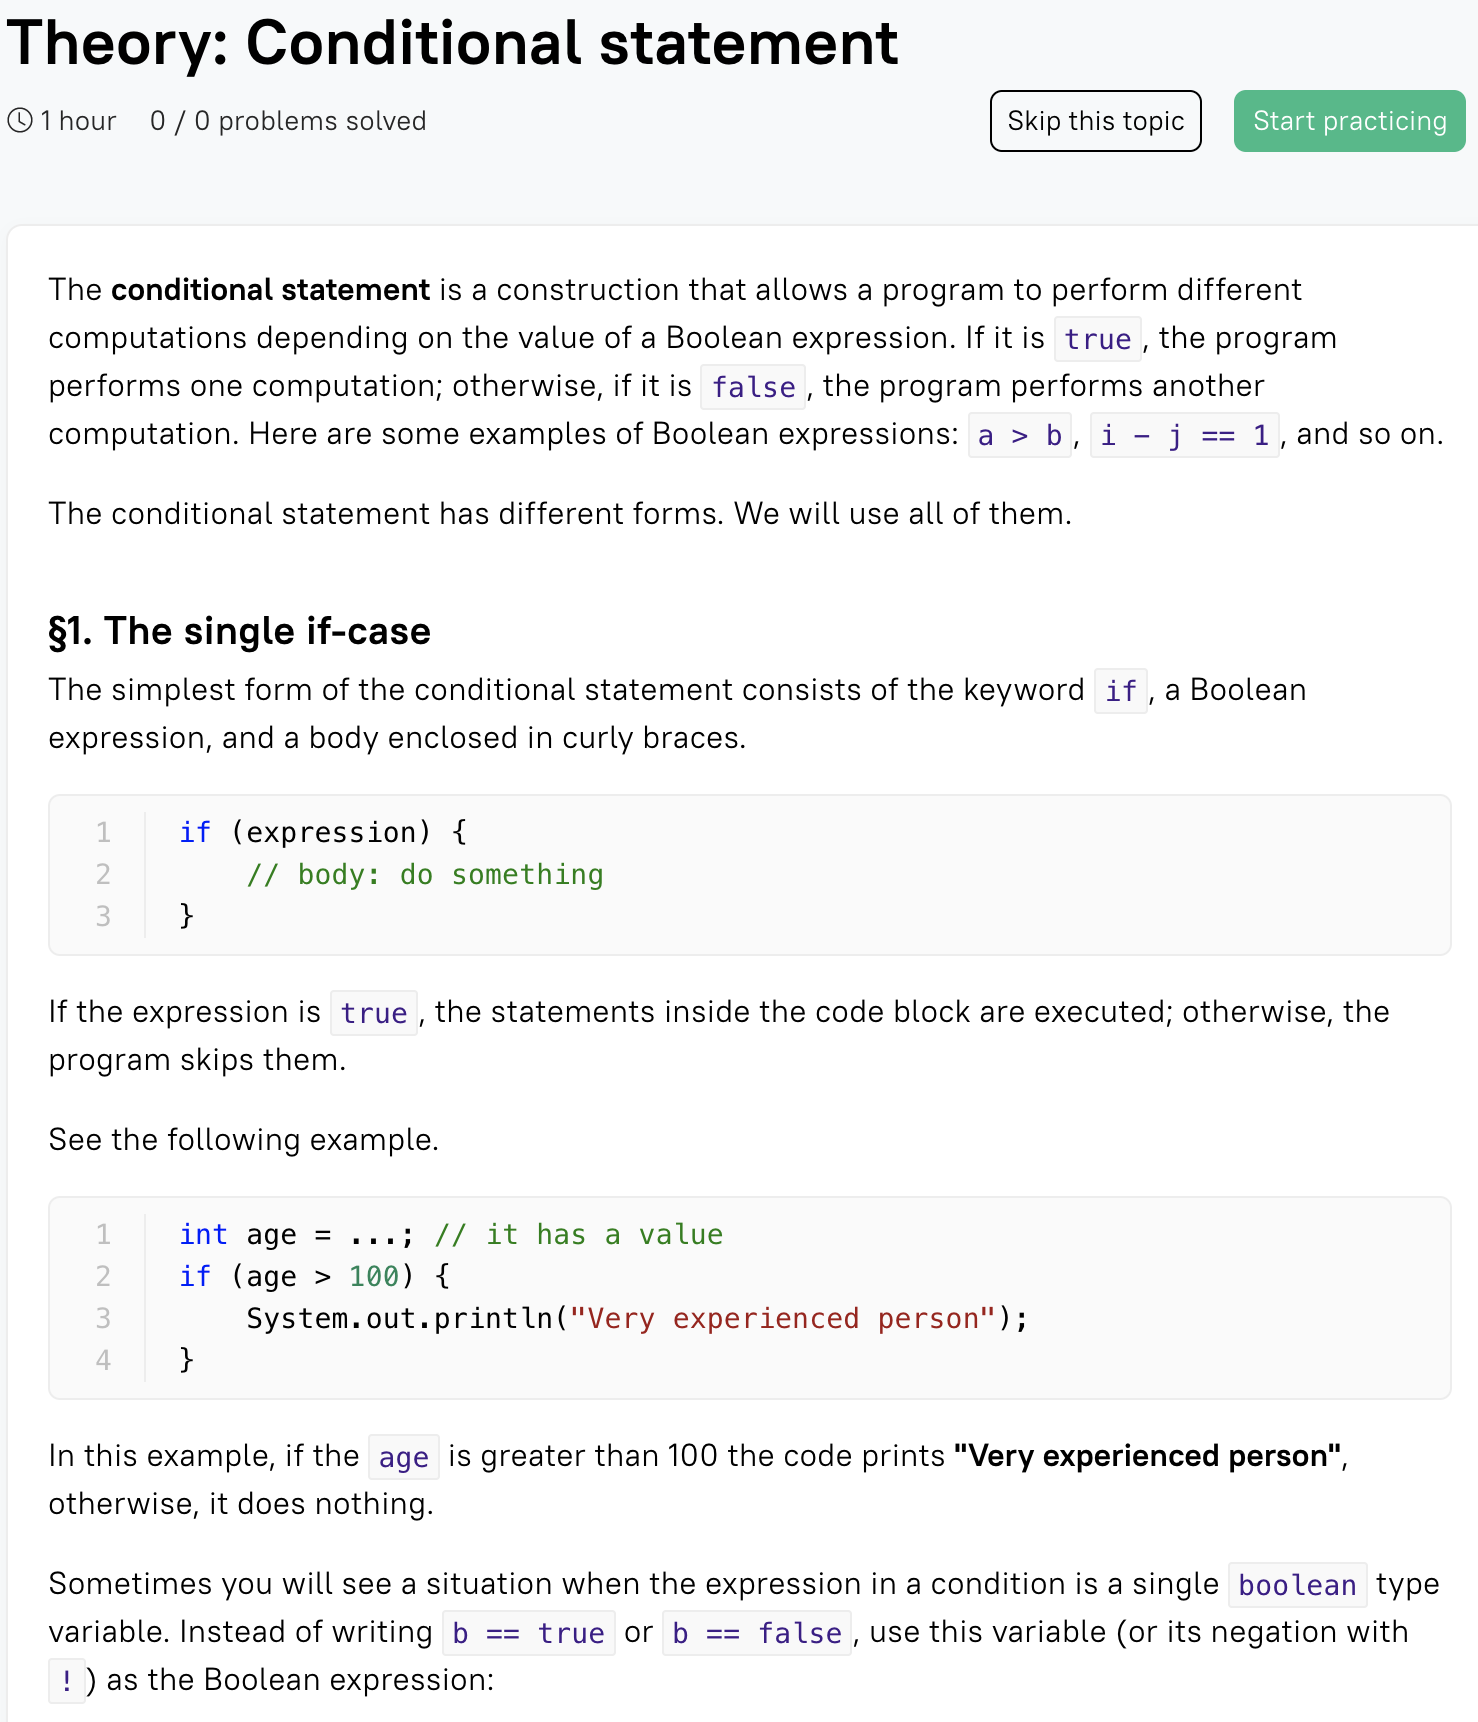 Theory: Conditional statement
1 hour 0 / 0 problems solved
Skip this topic
Start practicing
The conditional statement is a construction that allows a program to perform different
computations depending on the value of a Boolean expression. If it is true, the program
performs one computation; otherwise, if it is false, the program performs another
computation. Here are some examples of Boolean expressions: a > b, i - j == 1, and so on.
The conditional statement has different forms. We will use all of them.
§1. The single if-case
The simplest form of the conditional statement consists of the keyword if, a Boolean
expression, and a body enclosed in curly braces.
1 if (expression) {
2     // body: do something
3 }
If the expression is true, the statements inside the code block are executed; otherwise, the
program skips them.
See the following example.
1 int age = ...; // it has a value
2 if (age > 100) {
3     System.out.println("Very experienced person");
4 }
In this example, if the age is greater than 100 the code prints "Very experienced person",
otherwise, it does nothing.
Sometimes you will see a situation when the expression in a condition is a single boolean type
variable. Instead of writing b == true or b == false, use this variable (or its negation with
!) as the Boolean expression: